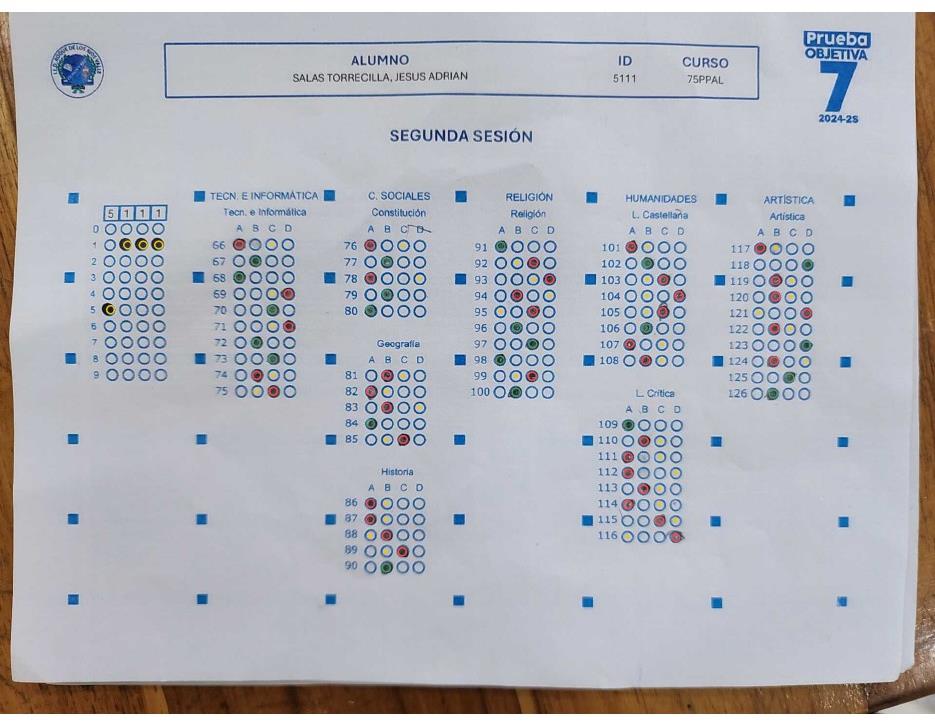 Prueba
OBJETIVA
7
2024-2S
ALUMNO ID CURSO
SALAS TORRECILLA, JESUS ADRIAN 5111 75PPAL
SEGUNDA SESIÓN
5 1 1 1
0
1
2
3
4
5
6
7
8
9
TECN. E INFORMÁTICA
Tecn. e Informática
A B C D
66
67
68
69
70
71
72
73
74
75
C. SOCIALES
Constitución
A B C D
76
77
78
79
80
Geografía
A B C D
81
82
83
84
85
Historia
A B C D
86
87
88
89
90
RELIGIÓN
Religión
A B C D
91
92
93
94
95
96
97
98
99
100
HUMANIDADES
L. Castellana
A B C D
101
102
103
104
105
106
107
108
L. Crítica
A B C D
109
110
111
112
113
114
115
116
ARTÍSTICA
Artística
A B C D
117
118
119
120
121
122
123
124
125
126